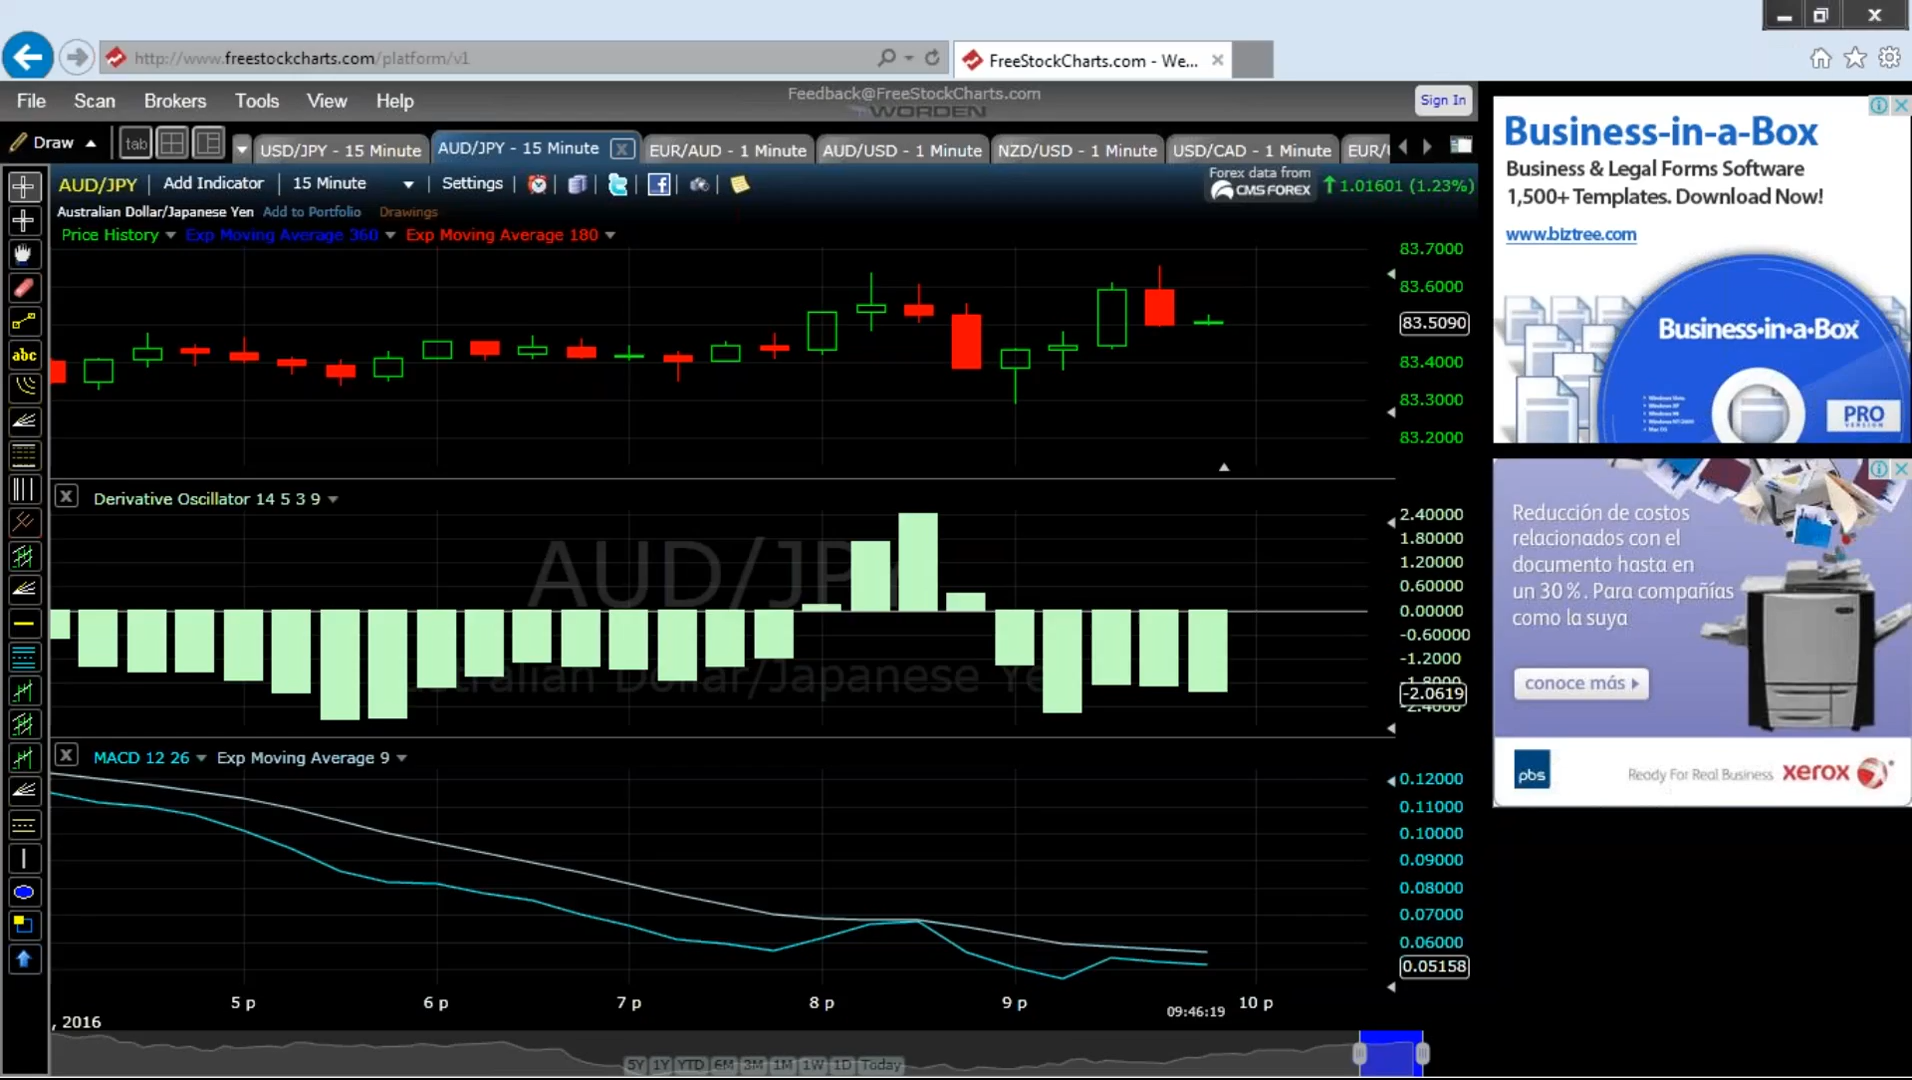 http://www.freestockcharts.com/platform/v1
FreeStockCharts.com - We...
File Scan Brokers Tools View Help
Feedback@FreeStockCharts.com
WORDEN
Sign In
Draw
tab
USD/JPY - 15 Minute
AUD/JPY - 15 Minute
EUR/AUD - 1 Minute
AUD/USD - 1 Minute
NZD/USD - 1 Minute
USD/CAD - 1 Minute
EUR/
AUD/JPY
Add Indicator
15 Minute
Settings
Forex data from
CMS FOREX
1.01601 (1.23%)
Australian Dollar/Japanese Yen Add to Portfolio Drawings
Price History Exp Moving Average 360 Exp Moving Average 180
abc
83.7000
83.6000
83.5090
83.4000
83.3000
83.2000
Derivative Oscillator 14 5 3 9
AUD/JPY
Dollar/Japanese
2.40000
1.80000
1.20000
0.60000
0.00000
-0.60000
-1.2000
-1.8000
-2.0619
-2.4000
MACD 12 26 Exp Moving Average 9
0.12000
0.11000
0.10000
0.09000
0.08000
0.07000
0.06000
0.05158
5 p 6 p 7 p 8 p 9 p 09:46:19 10 p
, 2016
5Y 1Y YTD 6M 3M 1M 1W 1D Today
Business-in-a-Box
Business & Legal Forms Software
1,500+ Templates. Download Now!
www.biztree.com
Business-in-a-Box
PRO
VERSION
Reducción de costos
relacionados con el
documento hasta en
un 30%. Para compañías
como la suya
conoce más
pbs
Ready For Real Business xerox